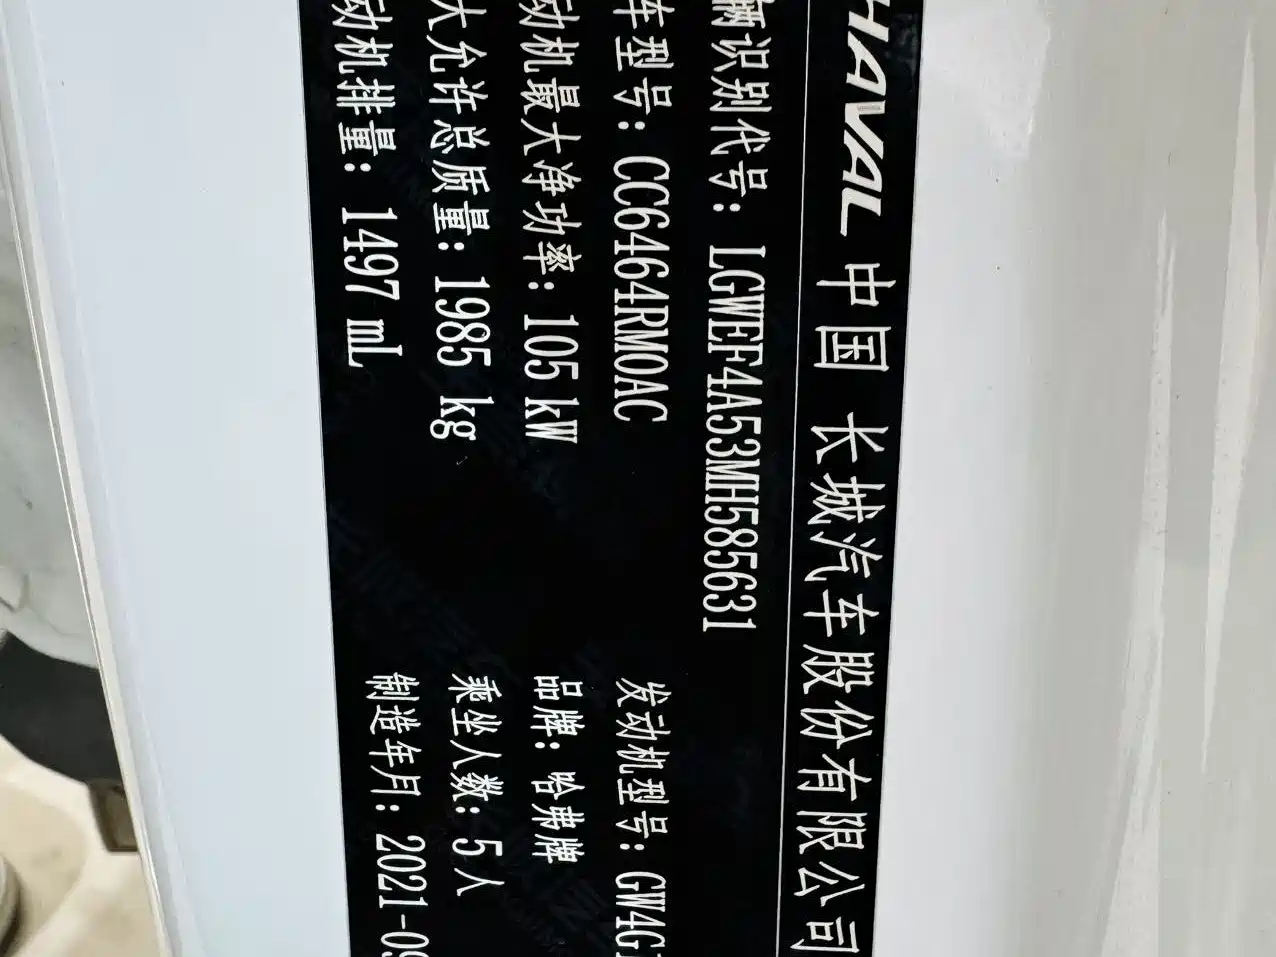 HAVAL 中国 长城汽车股份有限公司
辆识别代号: LGWEF4A53MH585631
车型号: CC6464RM0AC
发动机型号: GW4G1
动机最大净功率: 105 kW
品牌: 哈弗牌
大允许总质量: 1985 kg
乘坐人数: 5人
动机排量: 1497 mL
制造年月: 2021-09